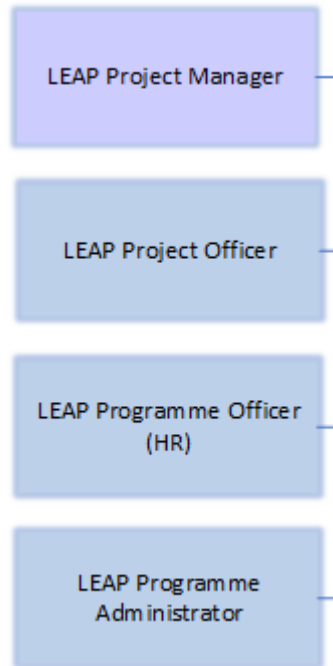 LEAP Project Manager
LEAP Project Officer
LEAP Programme Officer
(HR)
LEAP Programme
Administrator